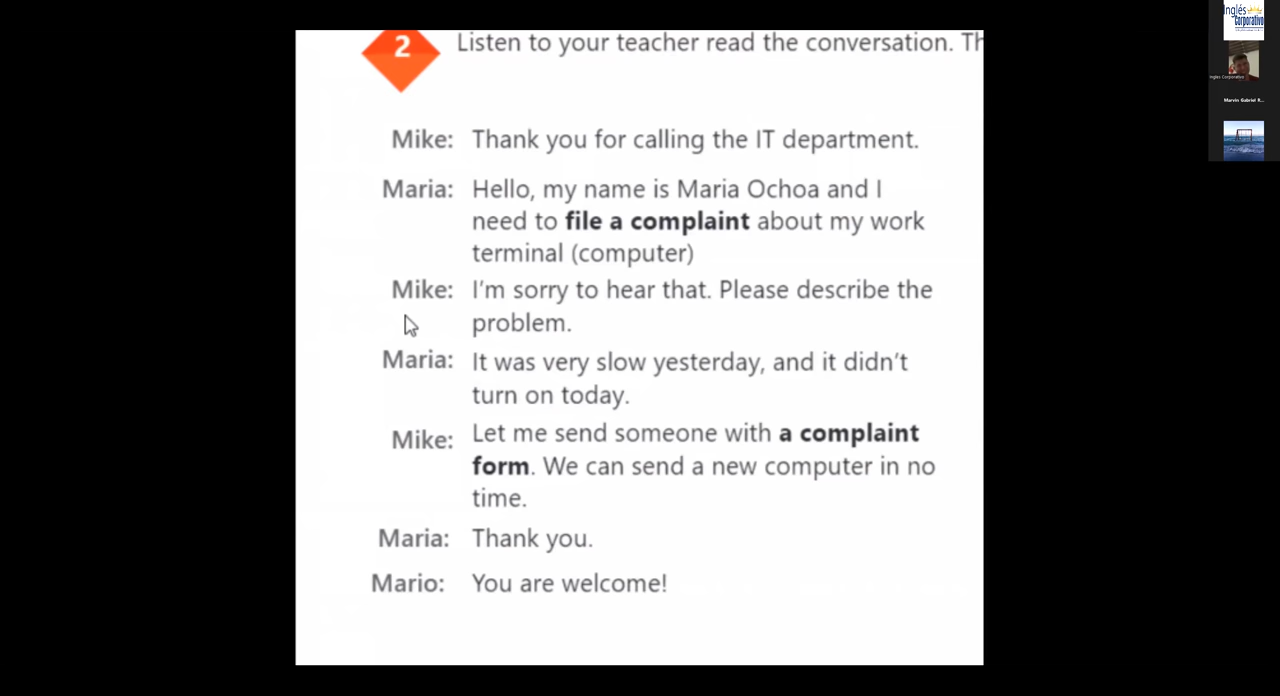 2 Listen to your teacher read the conversation. Th
Mike: Thank you for calling the IT department.
Maria: Hello, my name is Maria Ochoa and I
need to file a complaint about my work
terminal (computer)
Mike: I'm sorry to hear that. Please describe the
problem.
Maria: It was very slow yesterday, and it didn't
turn on today.
Mike: Let me send someone with a complaint
form. We can send a new computer in no
time.
Maria: Thank you.
Mario: You are welcome!
Inglés
Corporativo
Inglés Corporativo
Marvin Gabriel R...